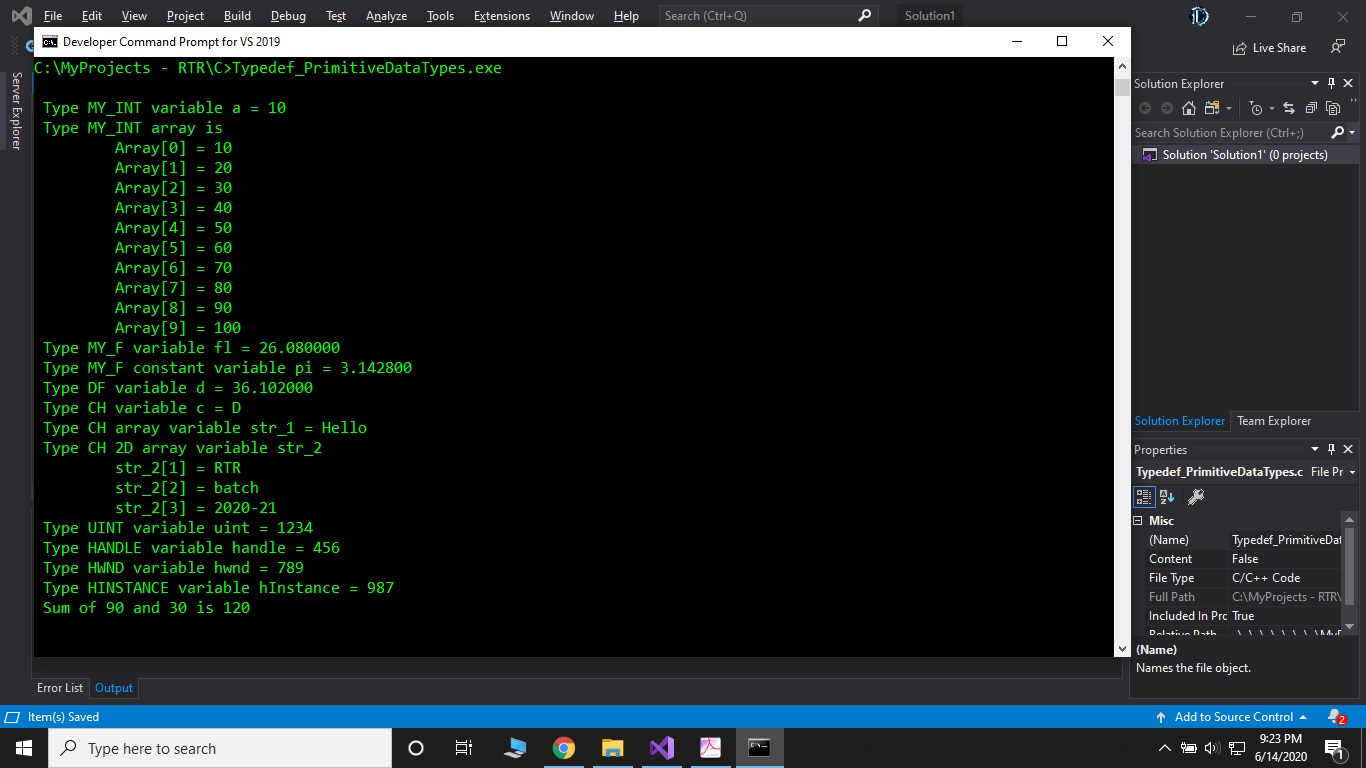 File Edit View Project Build Debug Test Analyze Tools Extensions Window Help Search (Ctrl+Q) Solution1
Live Share
Server Explorer
Developer Command Prompt for VS 2019
C:\MyProjects - RTR\C>Typedef_PrimitiveDataTypes.exe
Type MY_INT variable a = 10
Type MY_INT array is
Array[0] = 10
Array[1] = 20
Array[2] = 30
Array[3] = 40
Array[4] = 50
Array[5] = 60
Array[6] = 70
Array[7] = 80
Array[8] = 90
Array[9] = 100
Type MY_F variable fl = 26.080000
Type MY_F constant variable pi = 3.142800
Type DF variable d = 36.102000
Type CH variable c = D
Type CH array variable str_1 = Hello
Type CH 2D array variable str_2
str_2[1] = RTR
str_2[2] = batch
str_2[3] = 2020-21
Type UINT variable uint = 1234
Type HANDLE variable handle = 456
Type HWND variable hwnd = 789
Type HINSTANCE variable hInstance = 987
Sum of 90 and 30 is 120
Solution Explorer
Search Solution Explorer (Ctrl+;)
Solution 'Solution1' (0 projects)
Solution Explorer Team Explorer
Properties
Typedef_PrimitiveDataTypes.c File Pr
Misc
(Name) Typedef_PrimitiveDat
Content False
File Type C/C++ Code
Full Path C:\MyProjects - RTR\
Included In Prc True
Relative Path
(Name)
Names the file object.
Error List Output
Item(s) Saved
Add to Source Control 2
Type here to search
9:23 PM
6/14/2020
1